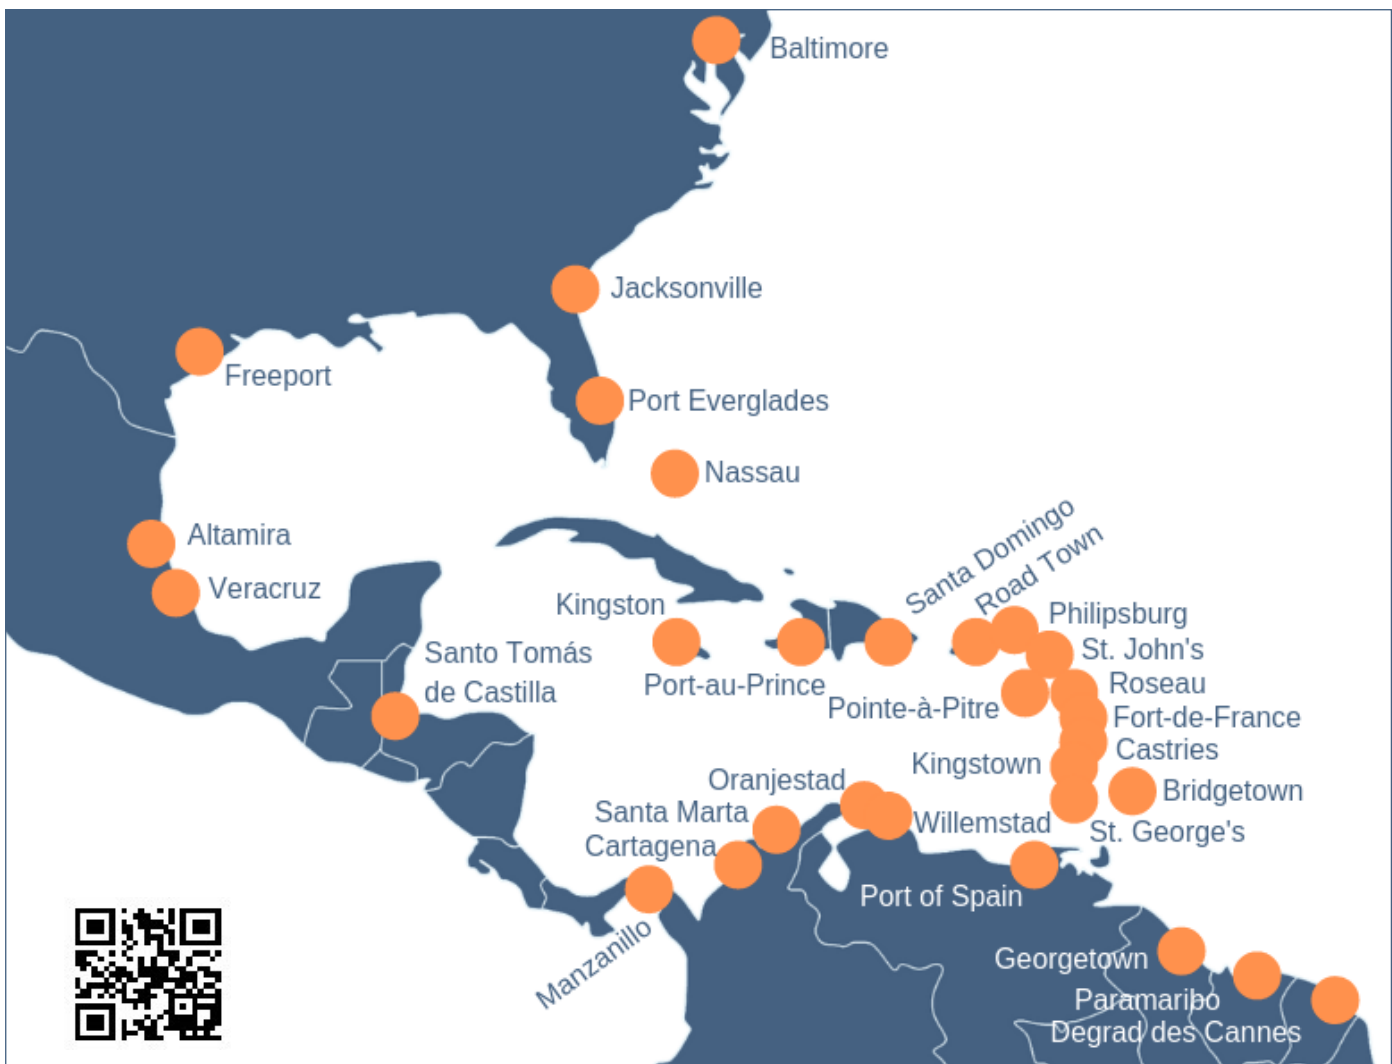 Baltimore
Jacksonville
Freeport
Port Everglades
Nassau
Altamira
Veracruz
Santa Domingo
Road Town
Kingston
Philipsburg
Santo Tomás
de Castilla
St. John's
Port-au-Prince
Roseau
Pointe-à-Pitre
Fort-de-France
Castries
Kingstown
Oranjestad
Bridgetown
Santa Marta
Willemstad
St. George's
Cartagena
Port of Spain
Manzanillo
Georgetown
Paramaribo
Degrad des Cannes